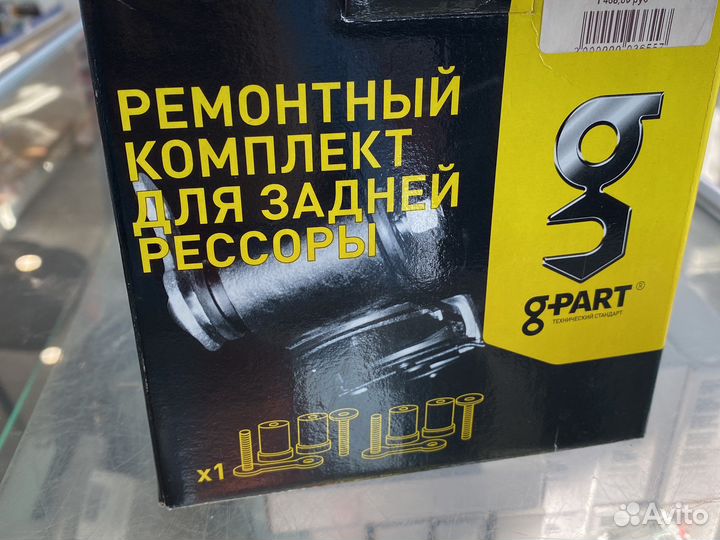 РЕМОНТНЫЙ
КОМПЛЕКТ
ДЛЯ ЗАДНЕЙ
РЕССОРЫ
g-PART®
ТЕХНИЧЕСКИЙ СТАНДАРТ
x1
Avito